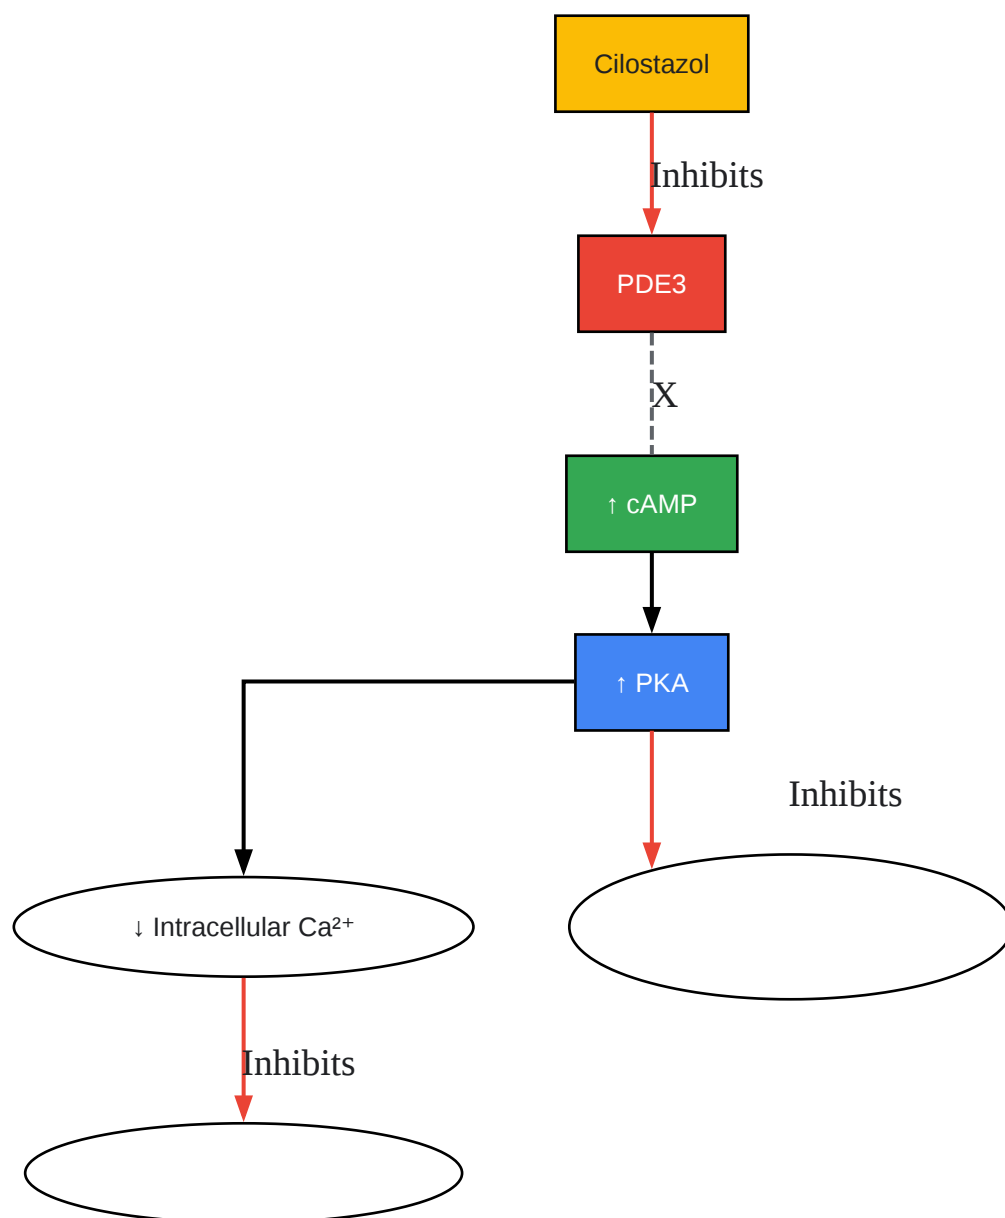 Cilostazol
Inhibits
PDE3
X
↑ cAMP
↑ PKA
Inhibits
↓ Intracellular Ca²⁺
Inhibits